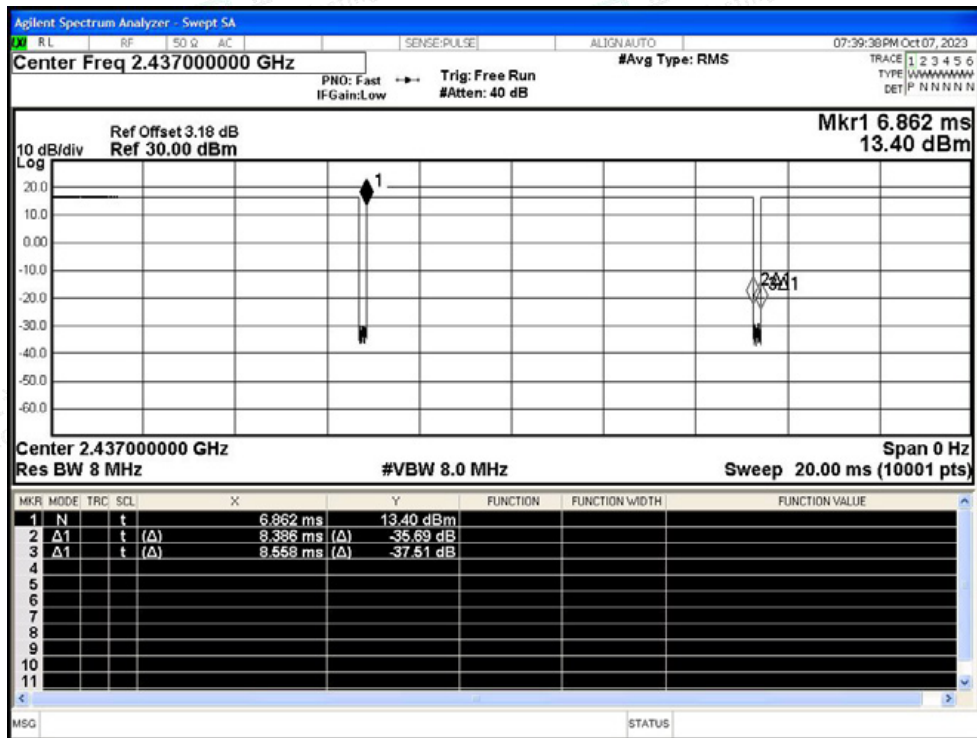 Agilent Spectrum Analyzer - Swept SA
LXI RL RF 50 Ω AC SENSE:PULSE ALIGNAUTO 07:39:38PM Oct 07, 2023
Center Freq 2.437000000 GHz #Avg Type: RMS TRACE 1 2 3 4 5 6
PNO: Fast Trig: Free Run TYPE WWWWWW
IFGain:Low #Atten: 40 dB DET P N N N N N
Mkr1 6.862 ms
Ref Offset 3.18 dB
10 dB/div Ref 30.00 dBm 13.40 dBm
Log
20.0
1
10.0
0.00
-10.0
2Δ1 3Δ1
-20.0
-30.0
-40.0
-50.0
-60.0
Center 2.437000000 GHz Span 0 Hz
Res BW 8 MHz #VBW 8.0 MHz Sweep 20.00 ms (10001 pts)
MKR MODE TRC SCL X Y FUNCTION FUNCTION WIDTH FUNCTION VALUE
1 N t 6.862 ms 13.40 dBm
2 Δ1 t (Δ) 8.386 ms (Δ) -35.69 dB
3 Δ1 t (Δ) 8.558 ms (Δ) -37.51 dB
4
5
6
7
8
9
10
11
MSG STATUS